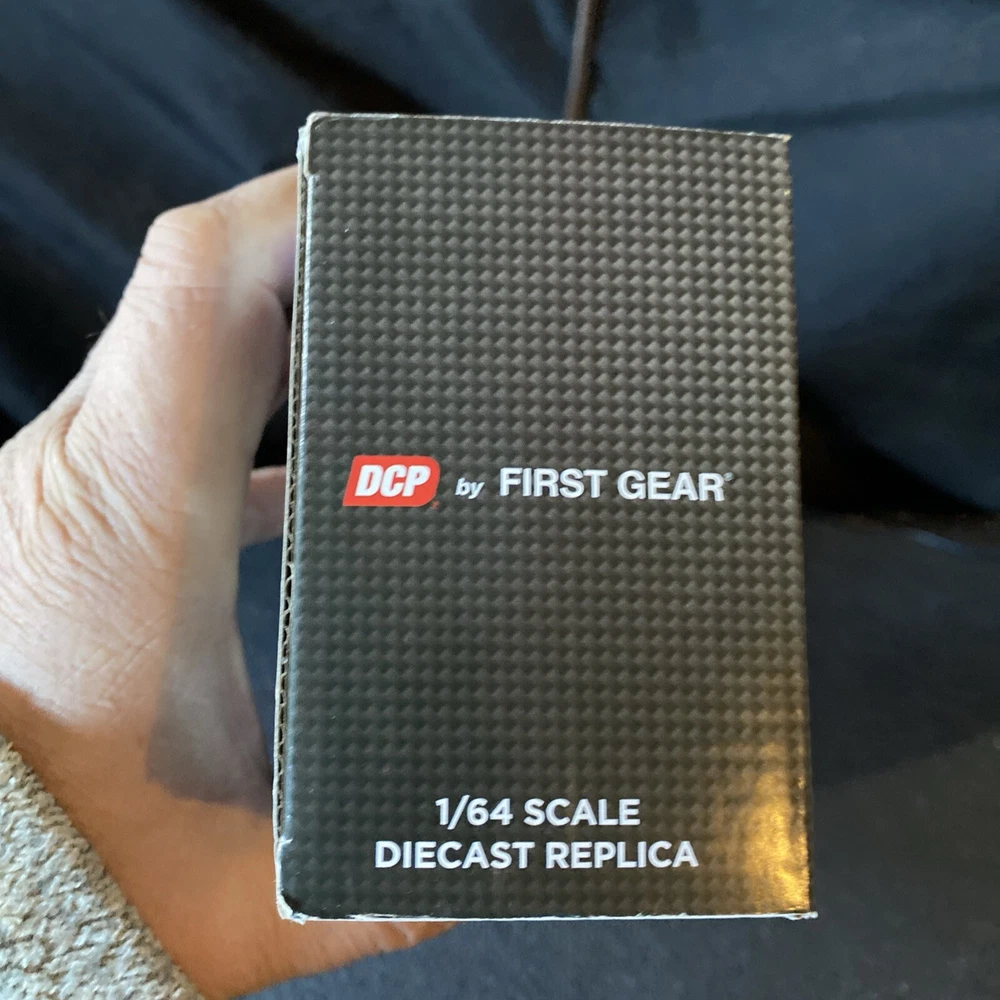 DCP® by FIRST GEAR®
1/64 SCALE
DIECAST REPLICA